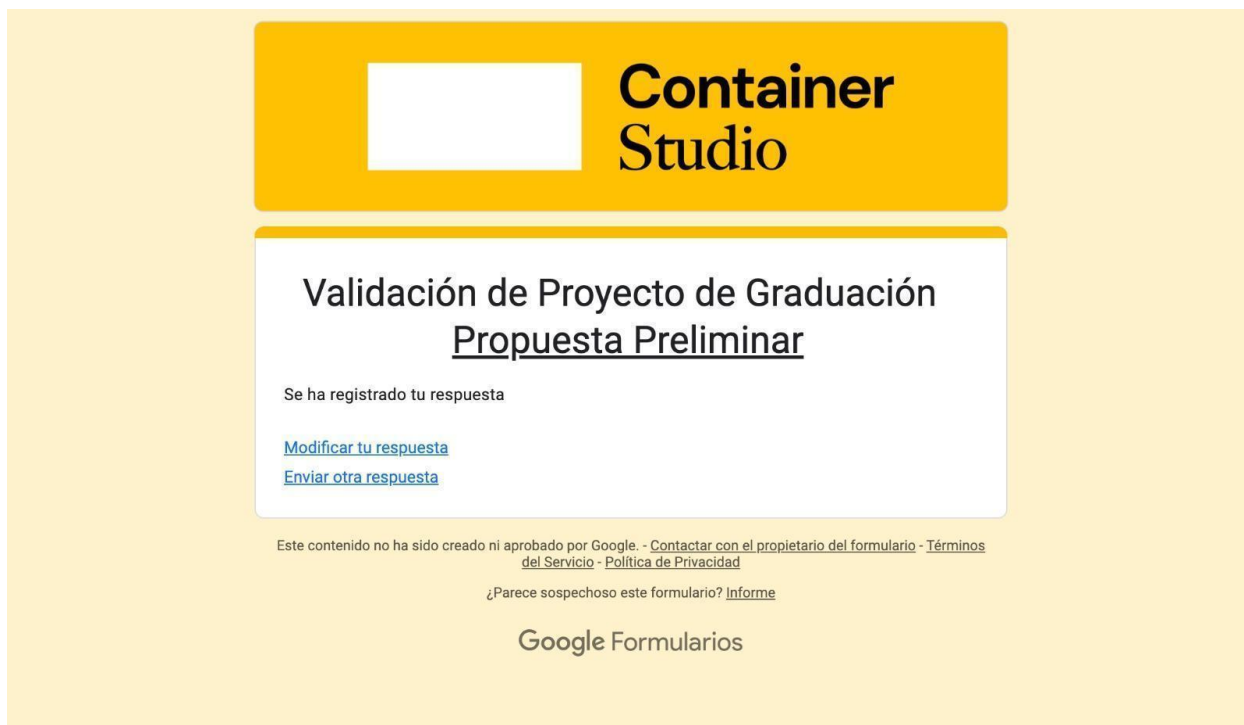 Container
Studio
Validación de Proyecto de Graduación
Propuesta Preliminar
Se ha registrado tu respuesta
Modificar tu respuesta
Enviar otra respuesta
Este contenido no ha sido creado ni aprobado por Google. - Contactar con el propietario del formulario - Términos
del Servicio - Política de Privacidad
¿Parece sospechoso este formulario? Informe
Google Formularios